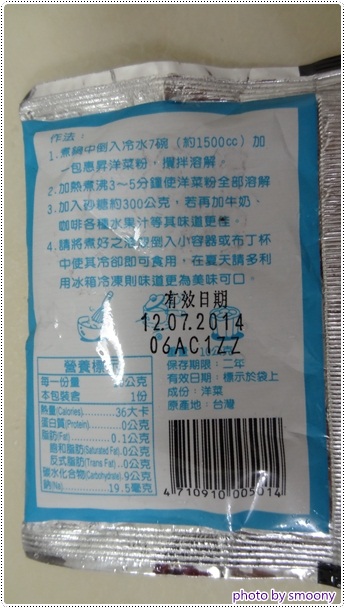 作法：
1.煮鍋中倒入冷水7碗（約1500cc）加
一包惠昇洋菜粉，攪拌溶解。
2.加熱煮沸3～5分鐘使洋菜粉全部溶解
3.加入砂糖約300公克，若再加牛奶、
咖啡各種水果汁等其味道更佳。
4.請將煮好之 倒入小容器或布丁杯
中使其冷卻即可食用，在夏天請多利
用冰箱冷凍則味道更為美味可口。
有效日期
12.07.2014
06AC1ZZ
營養標示
每一份量 公克
本包裝含 1份
熱量(Calories) 36大卡
蛋白質(Protein) 0公克
脂肪(Fat) 0.1公克
飽和脂肪(Saturated Fat) 0公克
反式脂肪(Trans Fat) 0公克
碳水化合物(Carbohydrate) 9公克
鈉(Na) 19.5毫克
保存期限：二年
有效日期：標示於袋上
成份：洋菜
原產地：台灣
4 710910 005014
photo by smoony